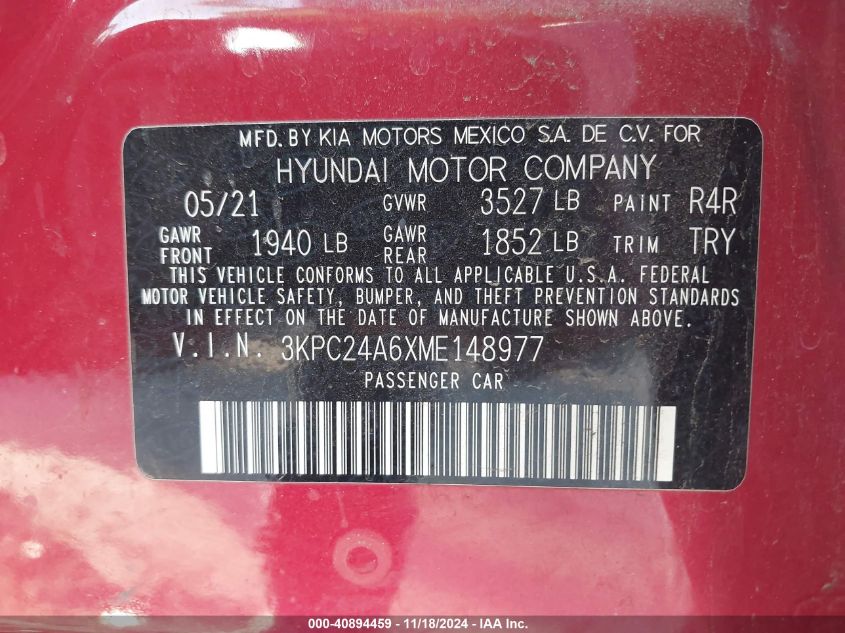 MFD. BY KIA MOTORS MEXICO S.A. DE C.V. FOR
HYUNDAI MOTOR COMPANY
05/21 GVWR 3527 LB PAINT R4R
GAWR FRONT 1940 LB GAWR REAR 1852 LB TRIM TRY
THIS VEHICLE CONFORMS TO ALL APPLICABLE U.S.A. FEDERAL
MOTOR VEHICLE SAFETY, BUMPER, AND THEFT PREVENTION STANDARDS
IN EFFECT ON THE DATE OF MANUFACTURE SHOWN ABOVE.
V.I.N. 3KPC24A6XME148977
PASSENGER CAR
000-40894459 - 11/18/2024 - IAA Inc.